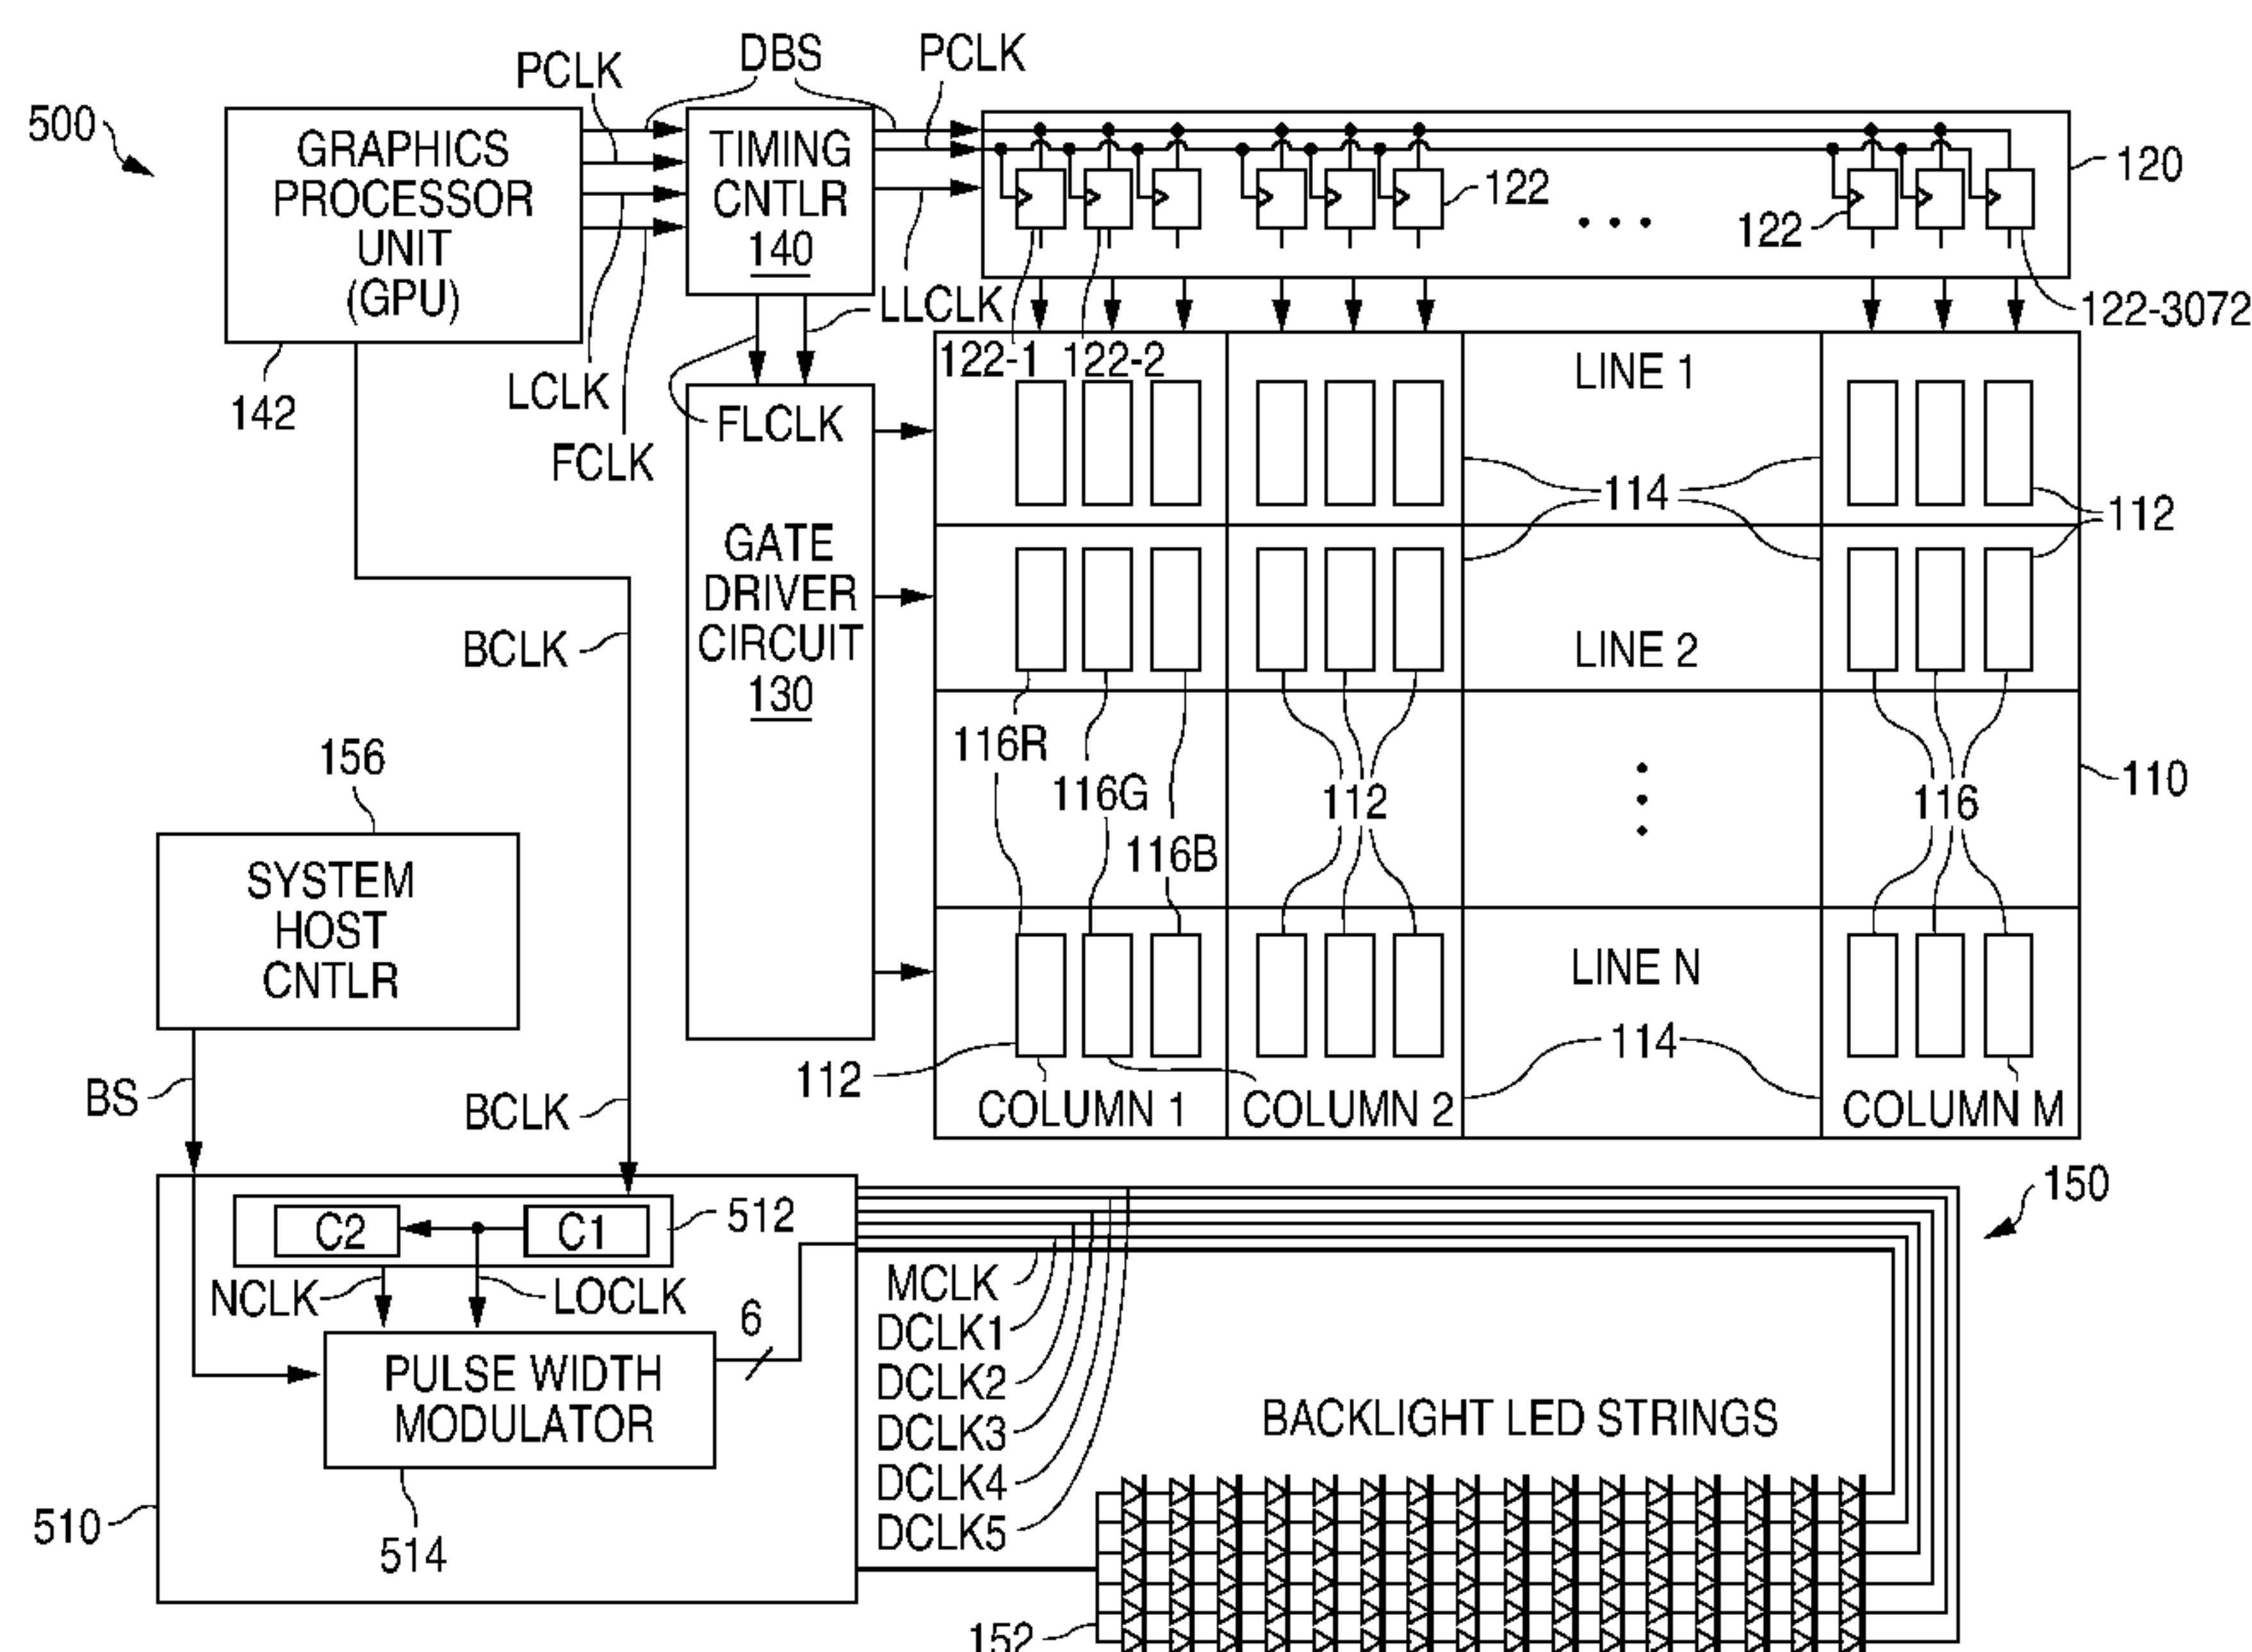 500
PCLK
DBS
PCLK
GRAPHICS
PROCESSOR
UNIT
(GPU)
142
TIMING
CNTLR
140
LCLK
FCLK
LLCLK
FLCLK
122
122
120
122-1
122-2
122-3072
GATE
DRIVER
CIRCUIT
130
LINE 1
114
112
LINE 2
116R
116G
116B
112
116
110
LINE N
112
114
COLUMN 1
COLUMN 2
COLUMN M
BCLK
156
SYSTEM
HOST
CNTLR
BS
BCLK
C2
C1
512
NCLK
LOCLK
PULSE WIDTH
MODULATOR
6
510
514
MCLK
DCLK1
DCLK2
DCLK3
DCLK4
DCLK5
150
BACKLIGHT LED STRINGS
152